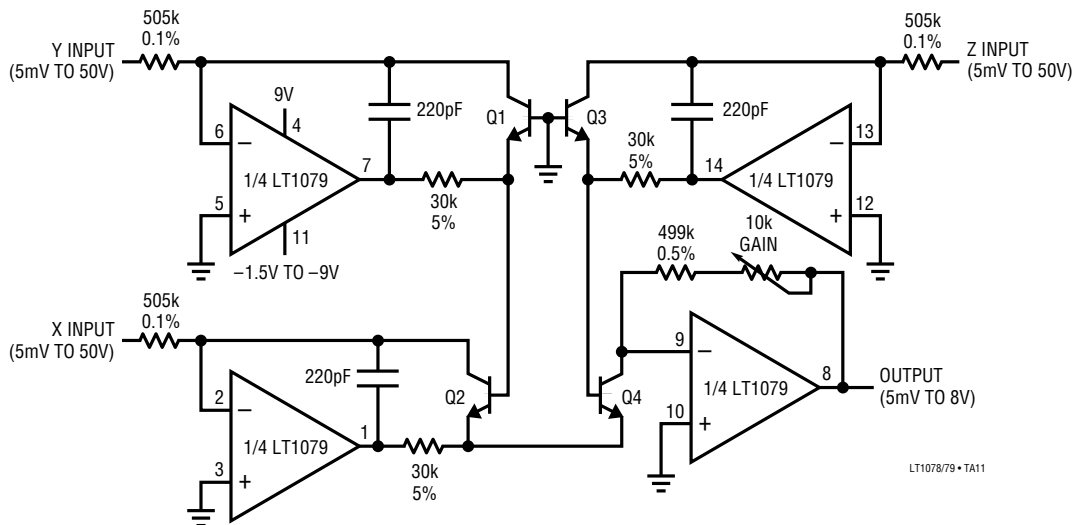 505k
0.1%
Y INPUT
(5mV TO 50V)
9V
4
6
5
11
–1.5V TO –9V
1/4 LT1079
7
220pF
30k
5%
Q1
Q3
220pF
30k
5%
14
1/4 LT1079
13
12
505k
0.1%
Z INPUT
(5mV TO 50V)
505k
0.1%
X INPUT
(5mV TO 50V)
2
3
1/4 LT1079
1
220pF
30k
5%
Q2
Q4
499k
0.5%
10k
GAIN
9
10
1/4 LT1079
8
OUTPUT
(5mV TO 8V)
LT1078/79 • TA11